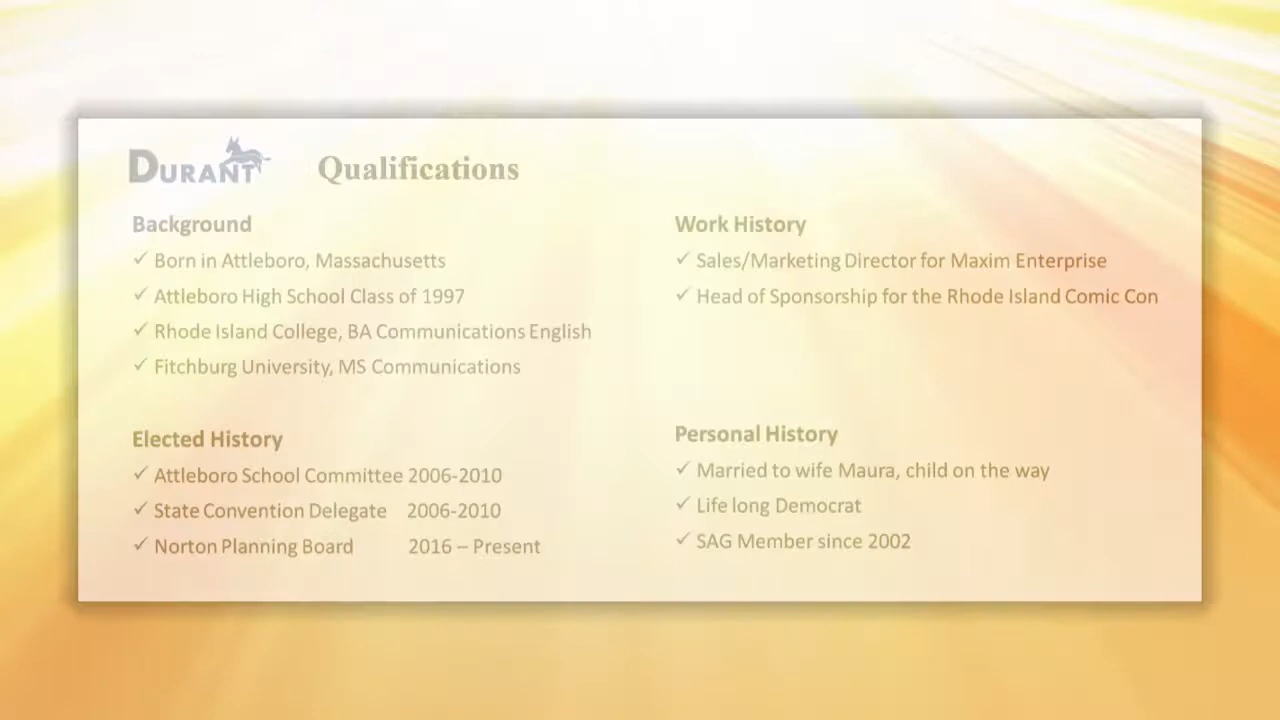 DURANT Qualifications
Background
✓ Born in Attleboro, Massachusetts
✓ Attleboro High School Class of 1997
✓ Rhode Island College, BA Communications English
✓ Fitchburg University, MS Communications
Elected History
✓ Attleboro School Committee 2006-2010
✓ State Convention Delegate 2006-2010
✓ Norton Planning Board 2016 – Present
Work History
✓ Sales/Marketing Director for Maxim Enterprise
✓ Head of Sponsorship for the Rhode Island Comic Con
Personal History
✓ Married to wife Maura, child on the way
✓ Life long Democrat
✓ SAG Member since 2002